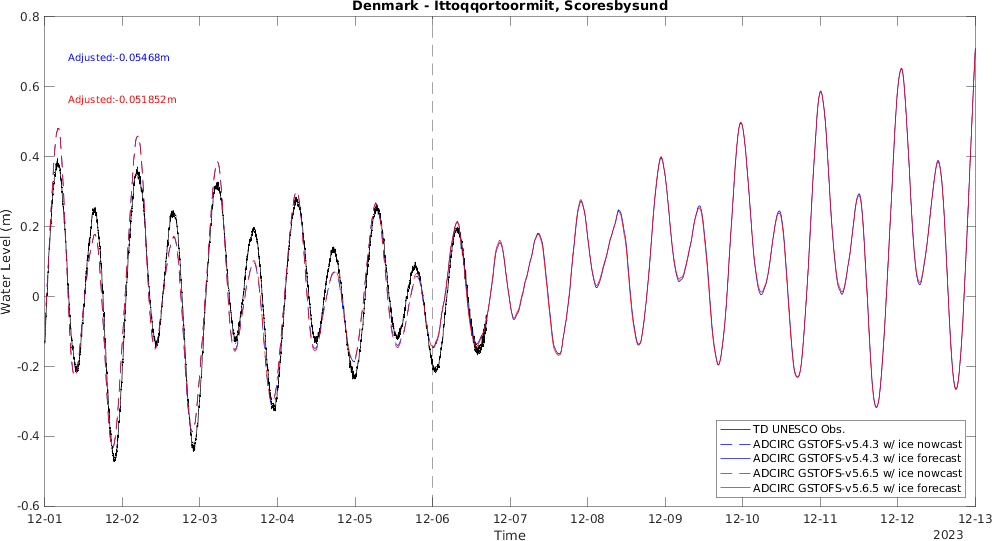 Denmark - Ittoqqortoormiit, Scoresbysund
Adjusted:-0.05468m
Adjusted:-0.051852m
Water Level (m)
0.8
0.6
0.4
0.2
0
-0.2
-0.4
-0.6
TD UNESCO Obs.
ADCIRC GSTOFS-v5.4.3 w/ ice nowcast
ADCIRC GSTOFS-v5.4.3 w/ ice forecast
ADCIRC GSTOFS-v5.6.5 w/ ice nowcast
ADCIRC GSTOFS-v5.6.5 w/ ice forecast
12-01 12-02 12-03 12-04 12-05 12-06 12-07 12-08 12-09 12-10 12-11 12-12 12-13
Time
2023